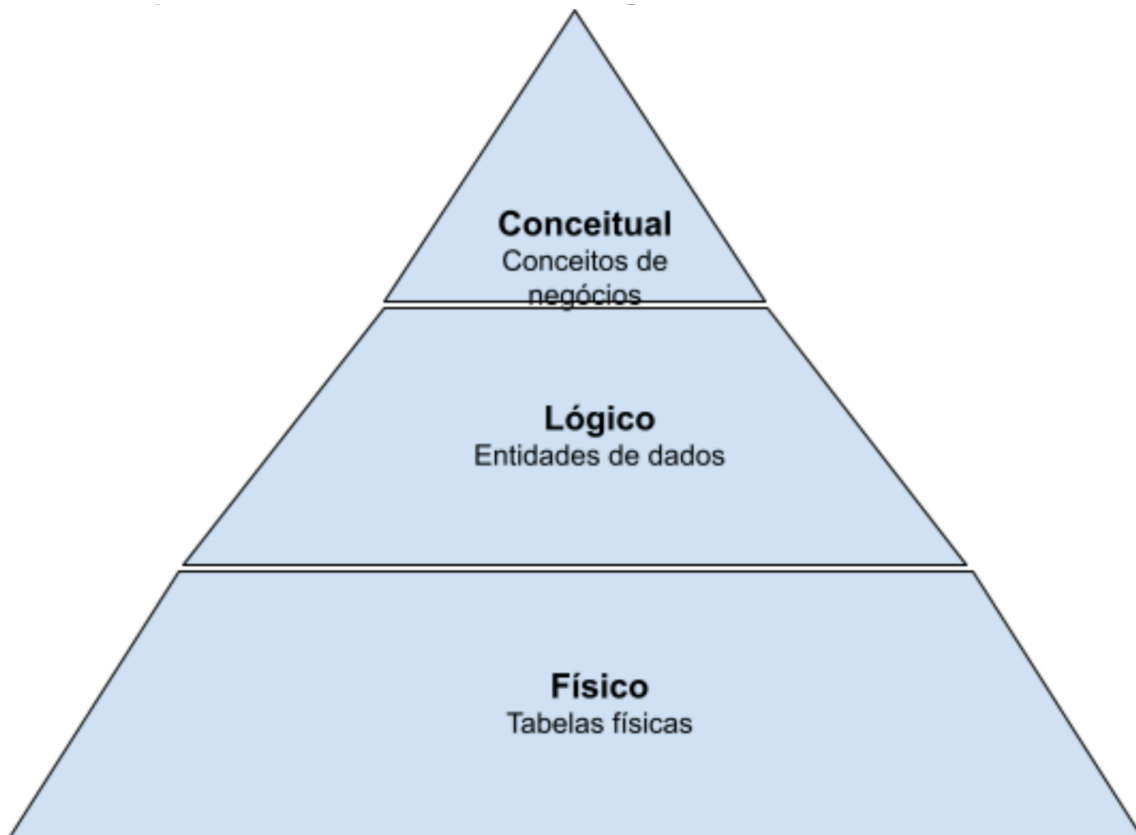 Conceitual
Conceitos de
negócios
Lógico
Entidades de dados
Físico
Tabelas físicas